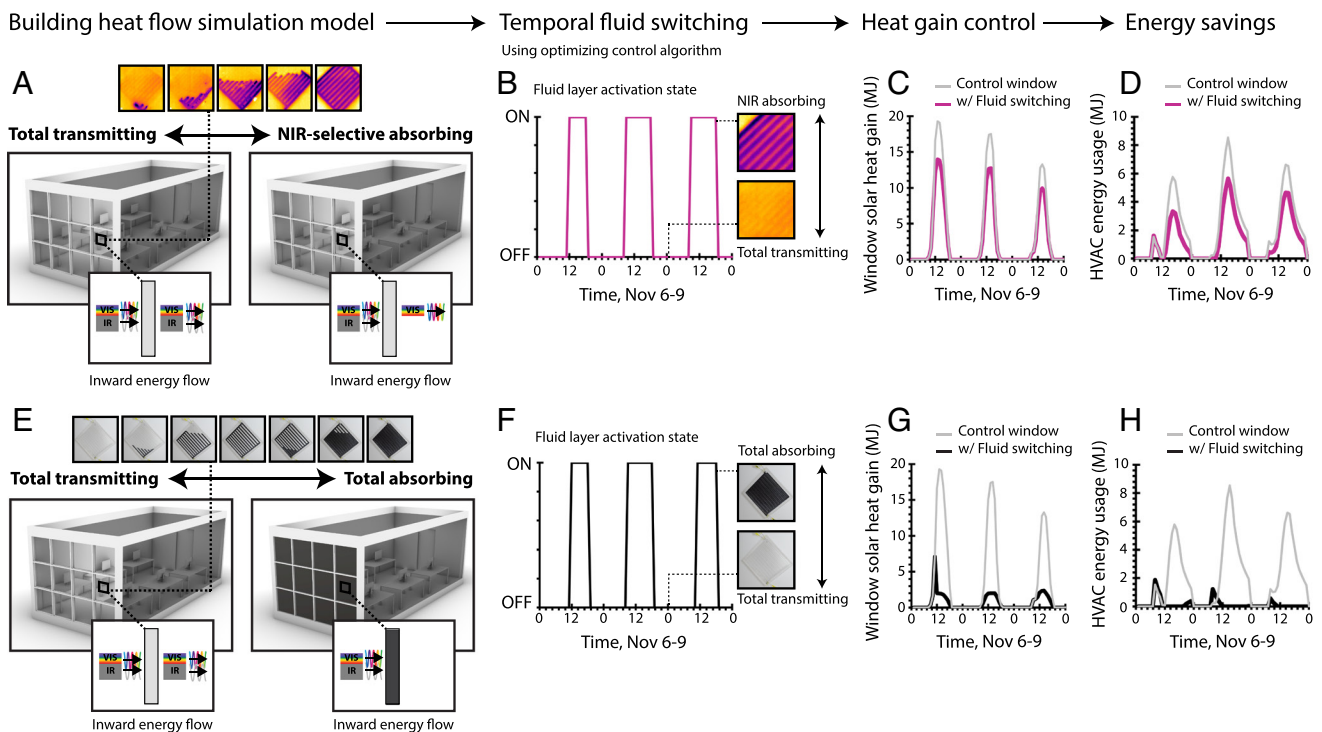 Building heat flow simulation model
Temporal fluid switching
Heat gain control
Energy savings
Using optimizing control algorithm
A
Total transmitting
NIR-selective absorbing
VIS
IR
VIS
IR
Inward energy flow
VIS
IR
VIS
Inward energy flow
B
Fluid layer activation state
ON
OFF
NIR absorbing
Total transmitting
0 12 0 12 0 12 0
Time, Nov 6-9
C
Control window
w/ Fluid switching
Window solar heat gain (MJ)
20
15
10
5
0
0 12 0 12 0 12 0
Time, Nov 6-9
D
Control window
w/ Fluid switching
HVAC energy usage (MJ)
10
8
6
4
2
0
0 12 0 12 0 12 0
Time, Nov 6-9
E
Total transmitting
Total absorbing
VIS
IR
VIS
IR
Inward energy flow
VIS
IR
Inward energy flow
F
Fluid layer activation state
ON
OFF
Total absorbing
Total transmitting
0 12 0 12 0 12 0
Time, Nov 6-9
G
Control window
w/ Fluid switching
Window solar heat gain (MJ)
20
15
10
5
0
0 12 0 12 0 12 0
Time, Nov 6-9
H
Control window
w/ Fluid switching
HVAC energy usage (MJ)
10
8
6
4
2
0
0 12 0 12 0 12 0
Time, Nov 6-9